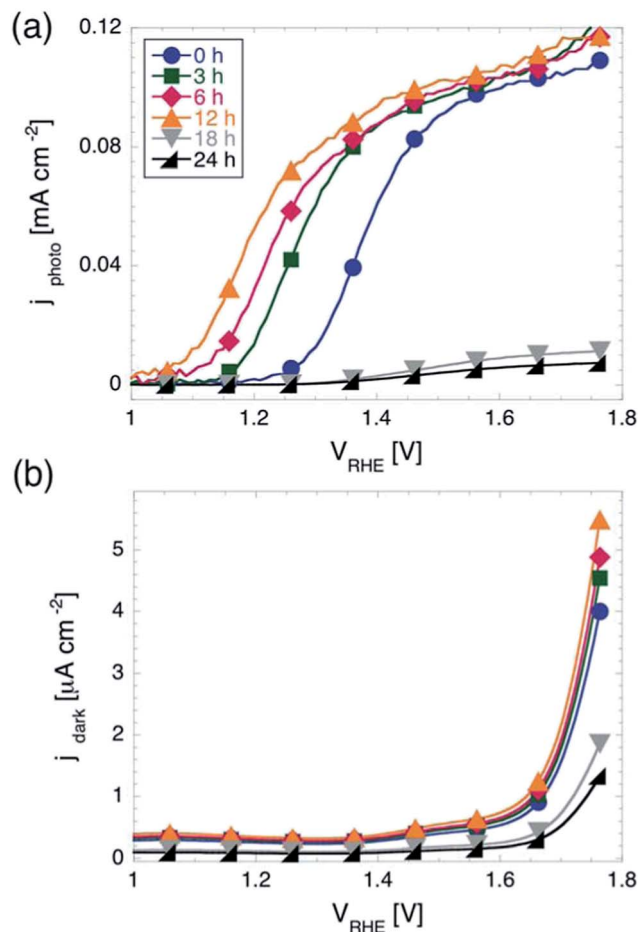 (a)
0.12
0.08
0.04
0
j photo [mA cm⁻²]
0 h
3 h
6 h
12 h
18 h
24 h
1
1.2
1.4
1.6
1.8
V RHE [V]
(b)
5
4
3
2
1
0
j dark [μA cm⁻²]
1
1.2
1.4
1.6
1.8
V RHE [V]